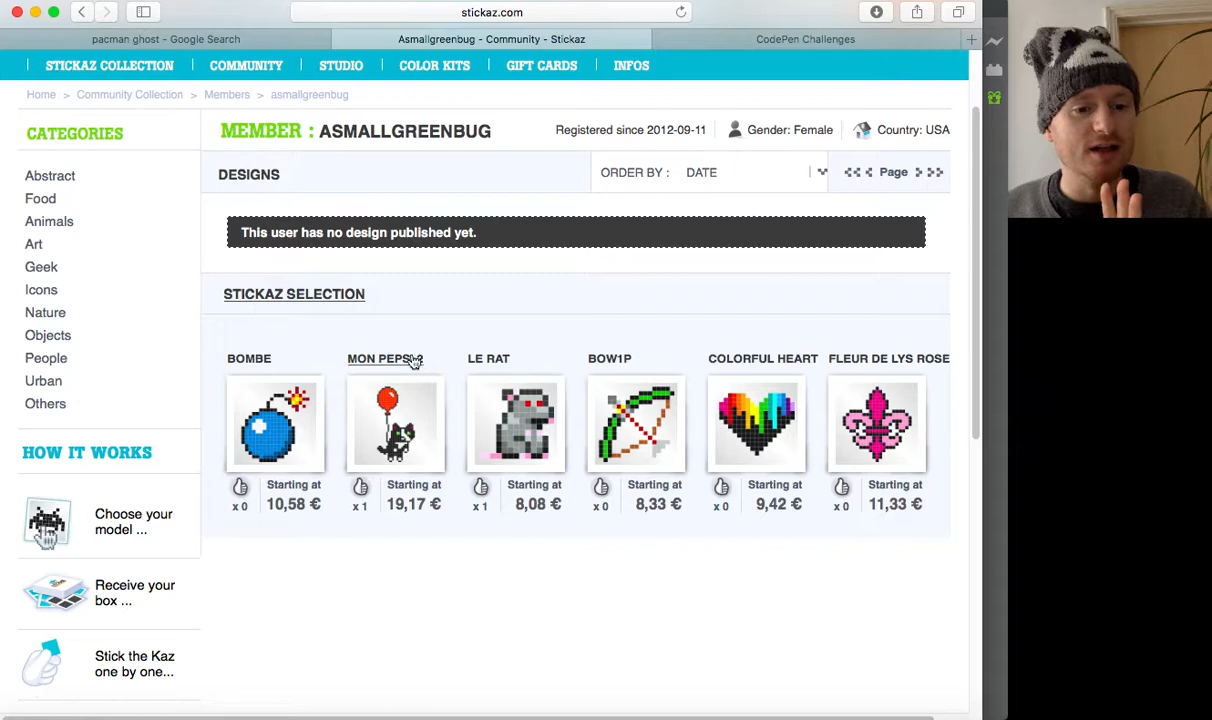 stickaz.com
pacman ghost - Google Search
Asmallgreenbug - Community - Stickaz
CodePen Challenges
STICKAZ COLLECTION
COMMUNITY
STUDIO
COLOR KITS
GIFT CARDS
INFOS
Home > Community Collection > Members > asmallgreenbug
CATEGORIES
Abstract
Food
Animals
Art
Geek
Icons
Nature
Objects
People
Urban
Others
HOW IT WORKS
Choose your
model ...
Receive your
box ...
Stick the Kaz
one by one...
MEMBER : ASMALLGREENBUG
Registered since 2012-09-11
Gender: Female
Country: USA
DESIGNS
ORDER BY : DATE
Page
This user has no design published yet.
STICKAZ SELECTION
BOMBE
x 0
Starting at
10,58 €
MON
x 1
Starting at
19,17 €
LE RAT
x 1
Starting at
8,08 €
BOW1P
x 0
Starting at
8,33 €
COLORFUL HEART
x 0
Starting at
9,42 €
FLEUR DE LYS ROSE
x 0
Starting at
11,33 €